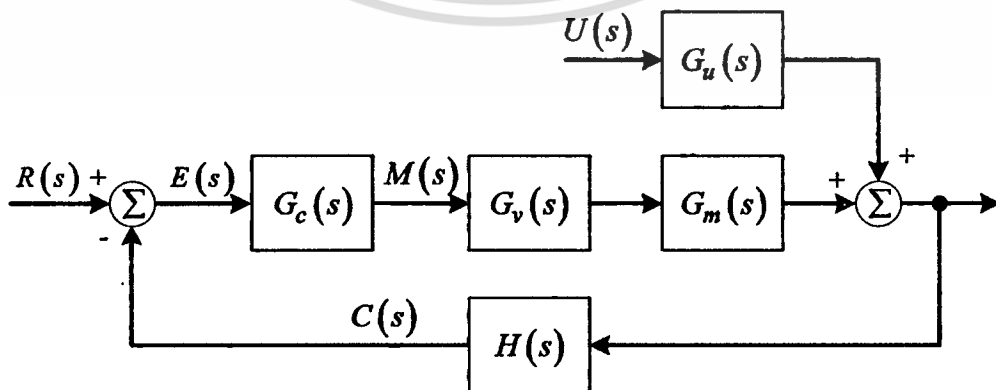 U(s)
G_u(s)
R(s) + Σ E(s) G_c(s) M(s) G_v(s) G_m(s) + Σ +
-
C(s)
H(s)